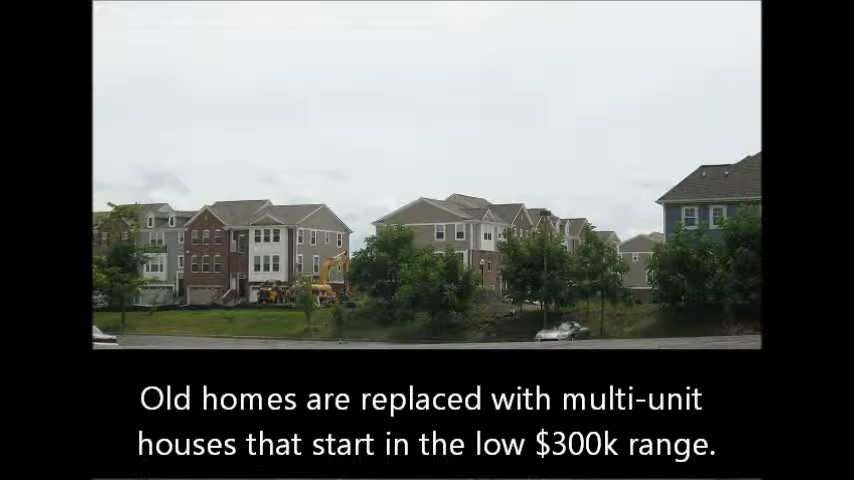 Old homes are replaced with multi-unit
houses that start in the low $300k range.